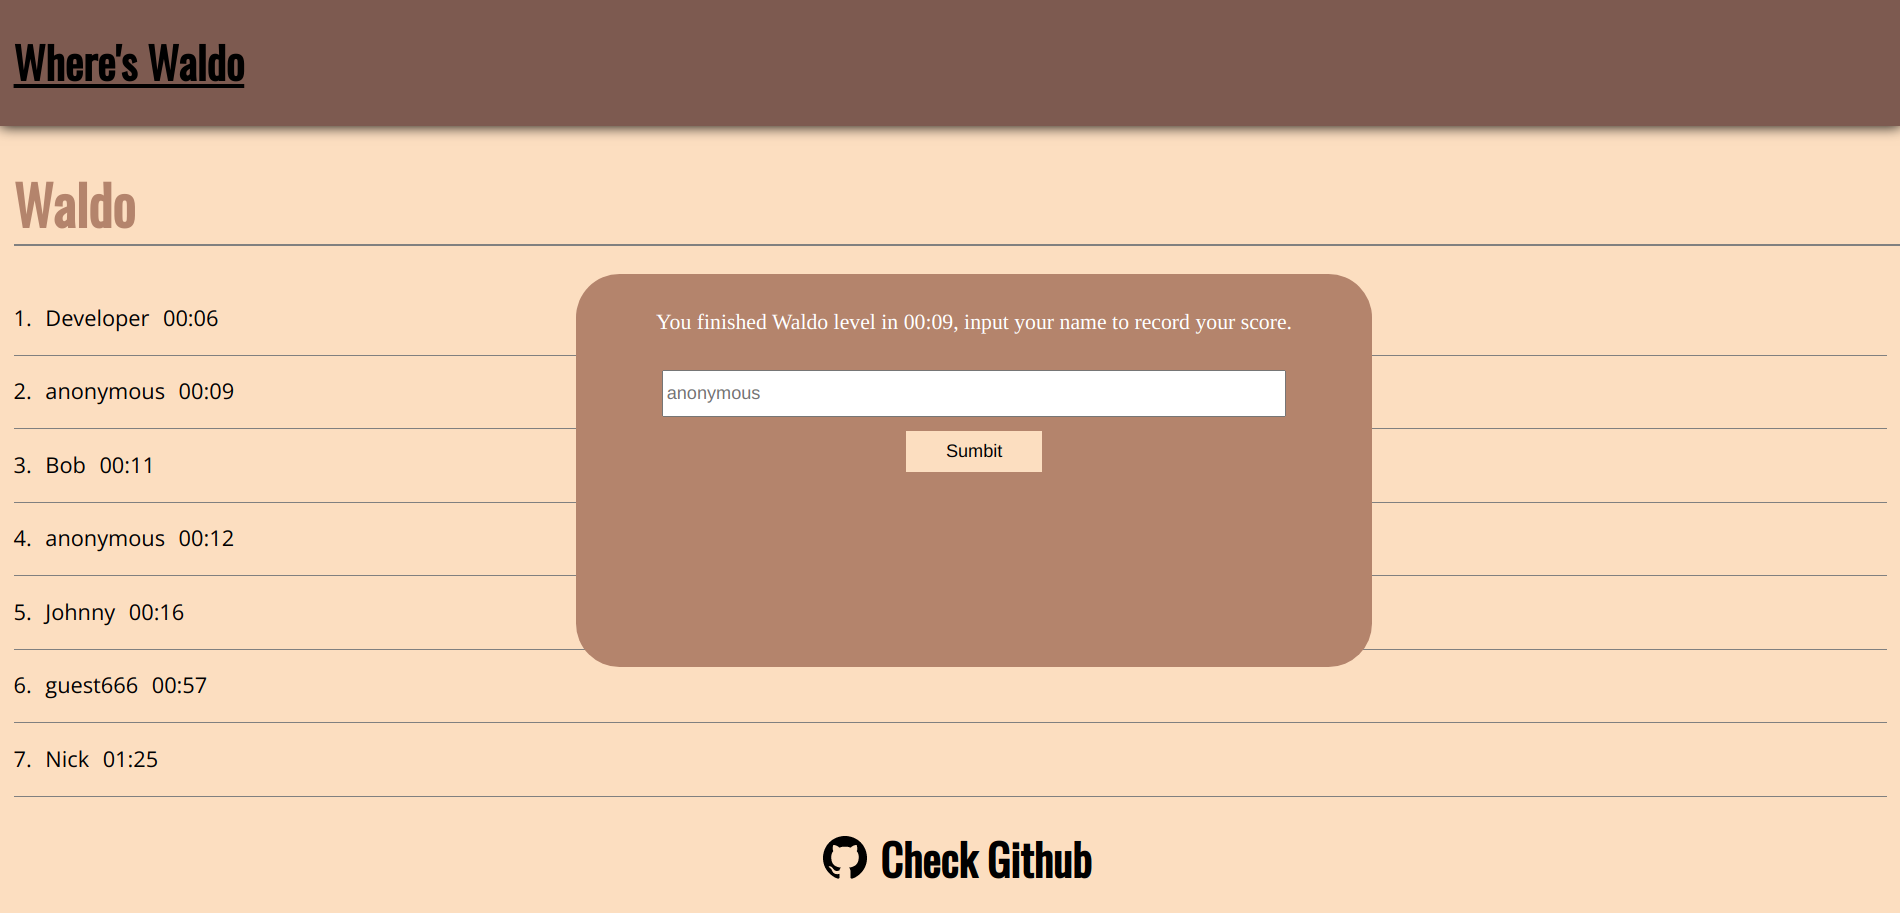 Where's Waldo
Waldo
1. Developer 00:06
2. anonymous 00:09
3. Bob 00:11
4. anonymous 00:12
5. Johnny 00:16
6. guest666 00:57
7. Nick 01:25
You finished Waldo level in 00:09, input your name to record your score.
anonymous
Sumbit
Check Github